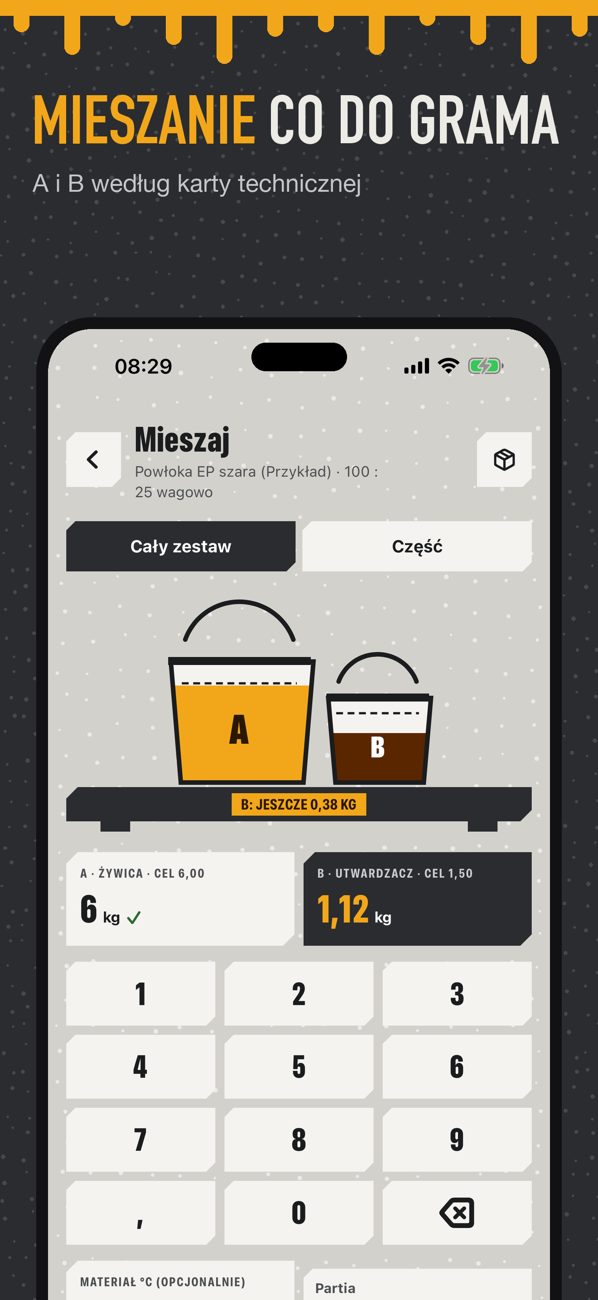 MIESZANIE CO DO GRAMA
A i B według karty technicznej
08:29
Mieszaj
Powłoka EP szara (Przykład) · 100 :
25 wagowo
Cały zestaw
Część
A
B
B: JESZCZE 0,38 KG
A · ŻYWICA · CEL 6,00
6 kg
B · UTWARDZACZ · CEL 1,50
1,12 kg
1 2 3
4 5 6
7 8 9
, 0
MATERIAŁ °C (OPCJONALNIE)
Partia